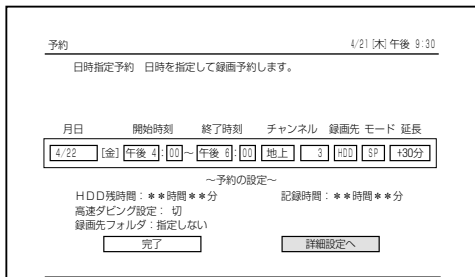 予約 4/21[木]午後 9:30
日時指定予約 日時を指定して録画予約します。
月日 開始時刻 終了時刻 チャンネル 録画先 モード 延長
4/22 [金] 午後 4:00～午後 6:00 地上 3 HDD SP +30分
～予約の設定～
HDD残時間：＊＊時間＊＊分 記録時間：＊＊時間＊＊分
高速ダビング設定：切
録画先フォルダ：指定しない
完了 詳細設定へ